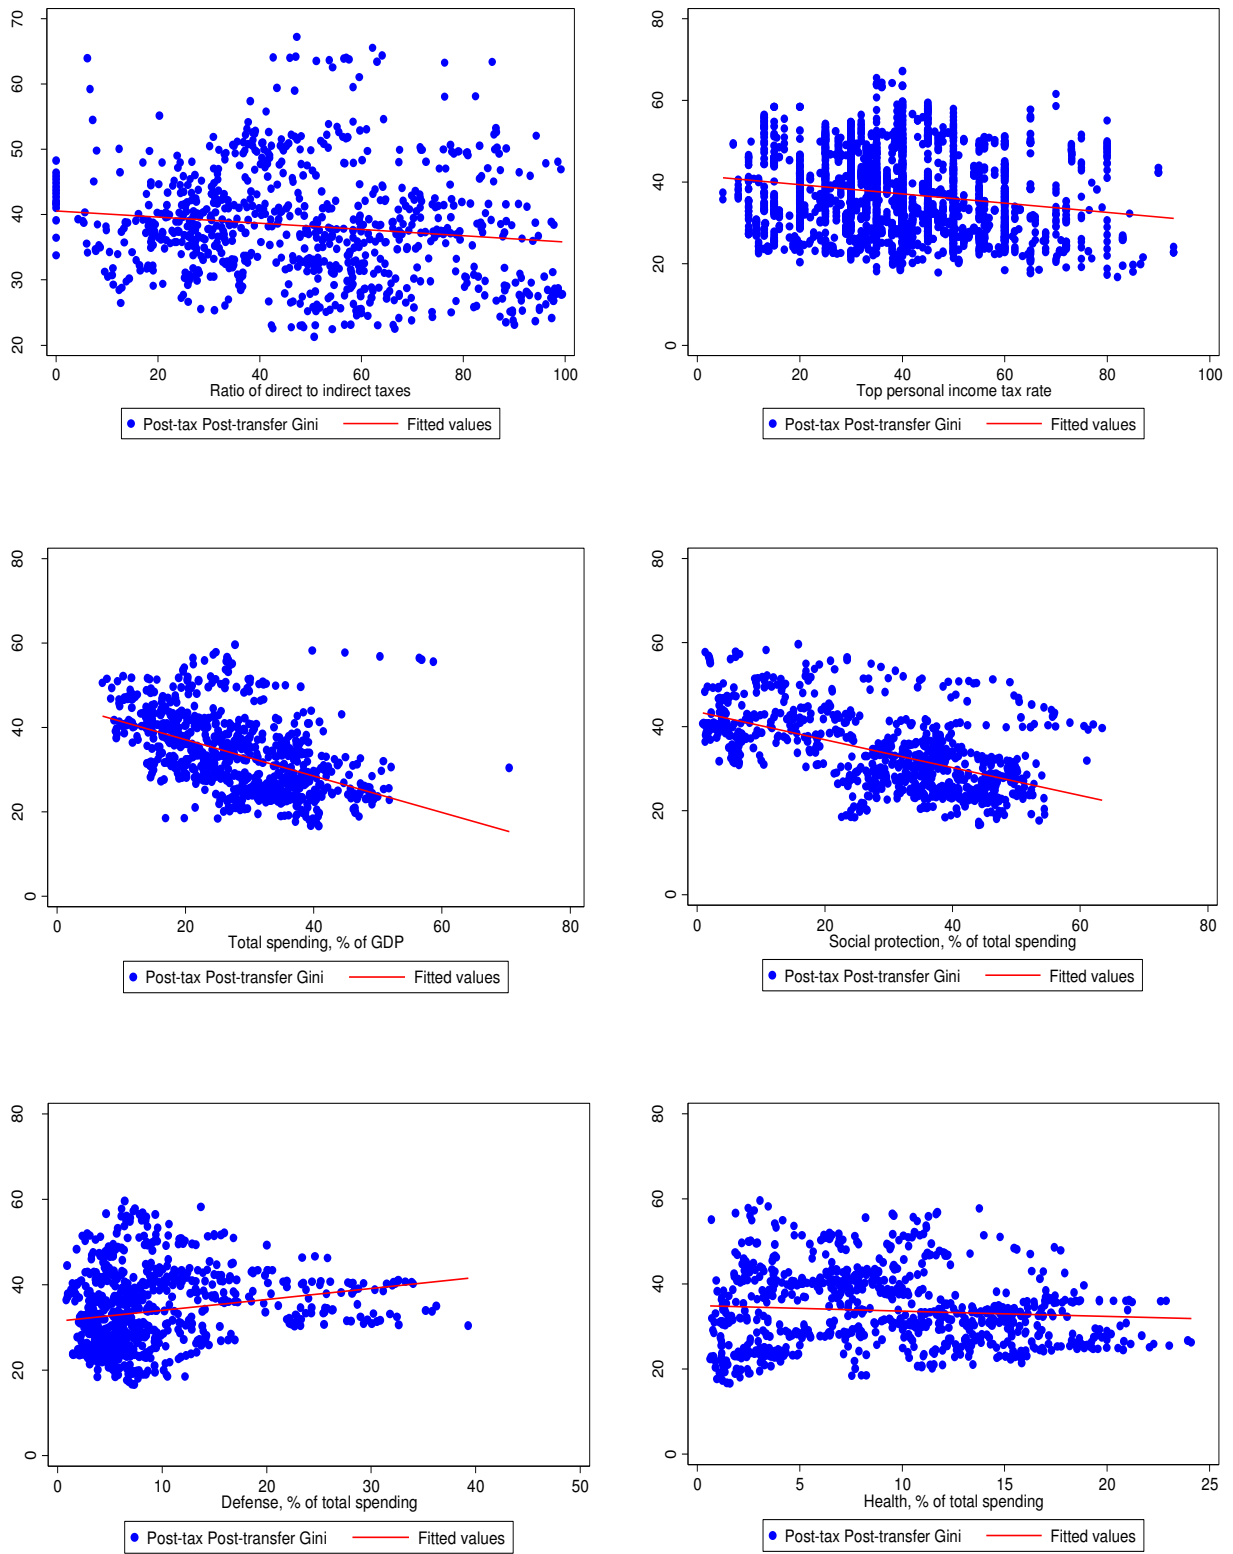 70
60
50
40
30
20
0 20 40 60 80 100
Ratio of direct to indirect taxes
Post-tax Post-transfer Gini Fitted values
80
60
40
20
0
0 20 40 60 80 100
Top personal income tax rate
Post-tax Post-transfer Gini Fitted values
80
60
40
20
0
0 20 40 60 80
Total spending, % of GDP
Post-tax Post-transfer Gini Fitted values
80
60
40
20
0
0 20 40 60 80
Social protection, % of total spending
Post-tax Post-transfer Gini Fitted values
80
60
40
20
0
0 10 20 30 40 50
Defense, % of total spending
Post-tax Post-transfer Gini Fitted values
80
60
40
20
0
0 5 10 15 20 25
Health, % of total spending
Post-tax Post-transfer Gini Fitted values